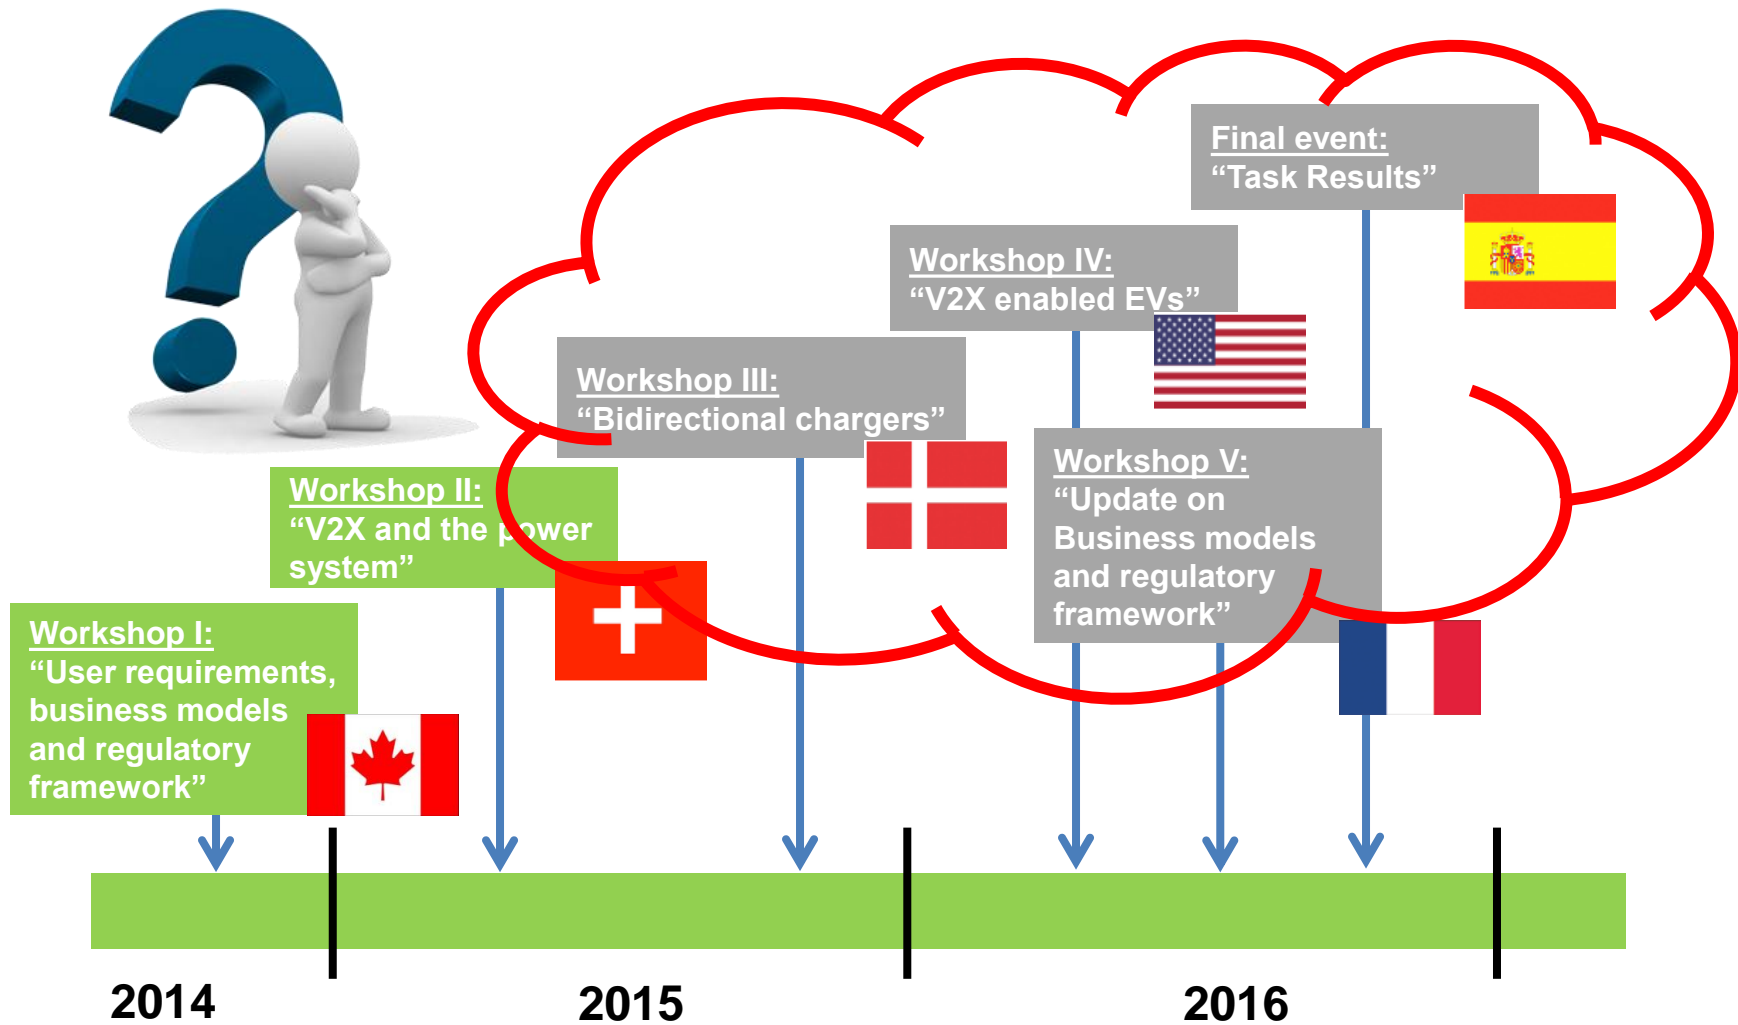 Final event:
“Task Results”
Workshop IV:
“V2X enabled EVs”
Workshop III:
“Bidirectional chargers”
Workshop V:
“Update on
Business models
and regulatory
framework”
Workshop II:
“V2X and the power
system”
Workshop I:
“User requirements,
business models
and regulatory
framework”
2014
2015
2016